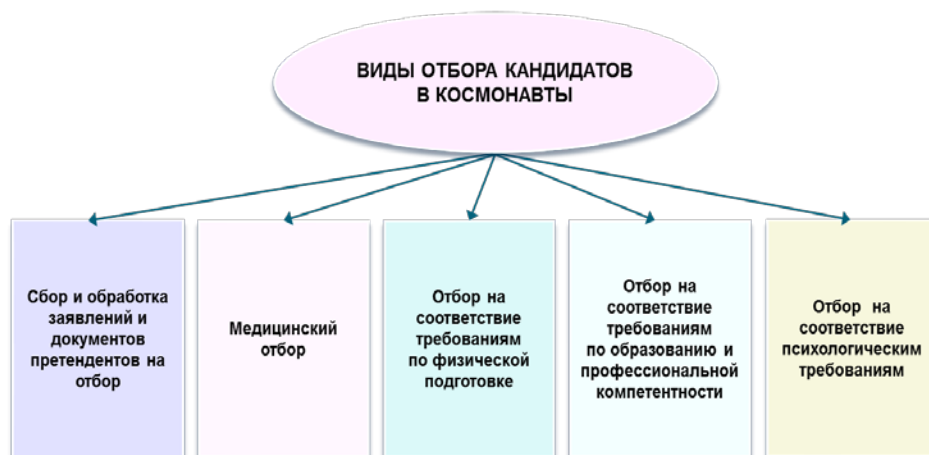 ВИДЫ ОТБОРА КАНДИДАТОВ
В КОСМОНАВТЫ
Сбор и обработка
заявлений и
документов
претендентов на
отбор
Медицинский
отбор
Отбор на
соответствие
требованиям
по физической
подготовке
Отбор на
соответствие
требованиям
по образованию и
профессиональной
компетентности
Отбор на
соответствие
психологическим
требованиям